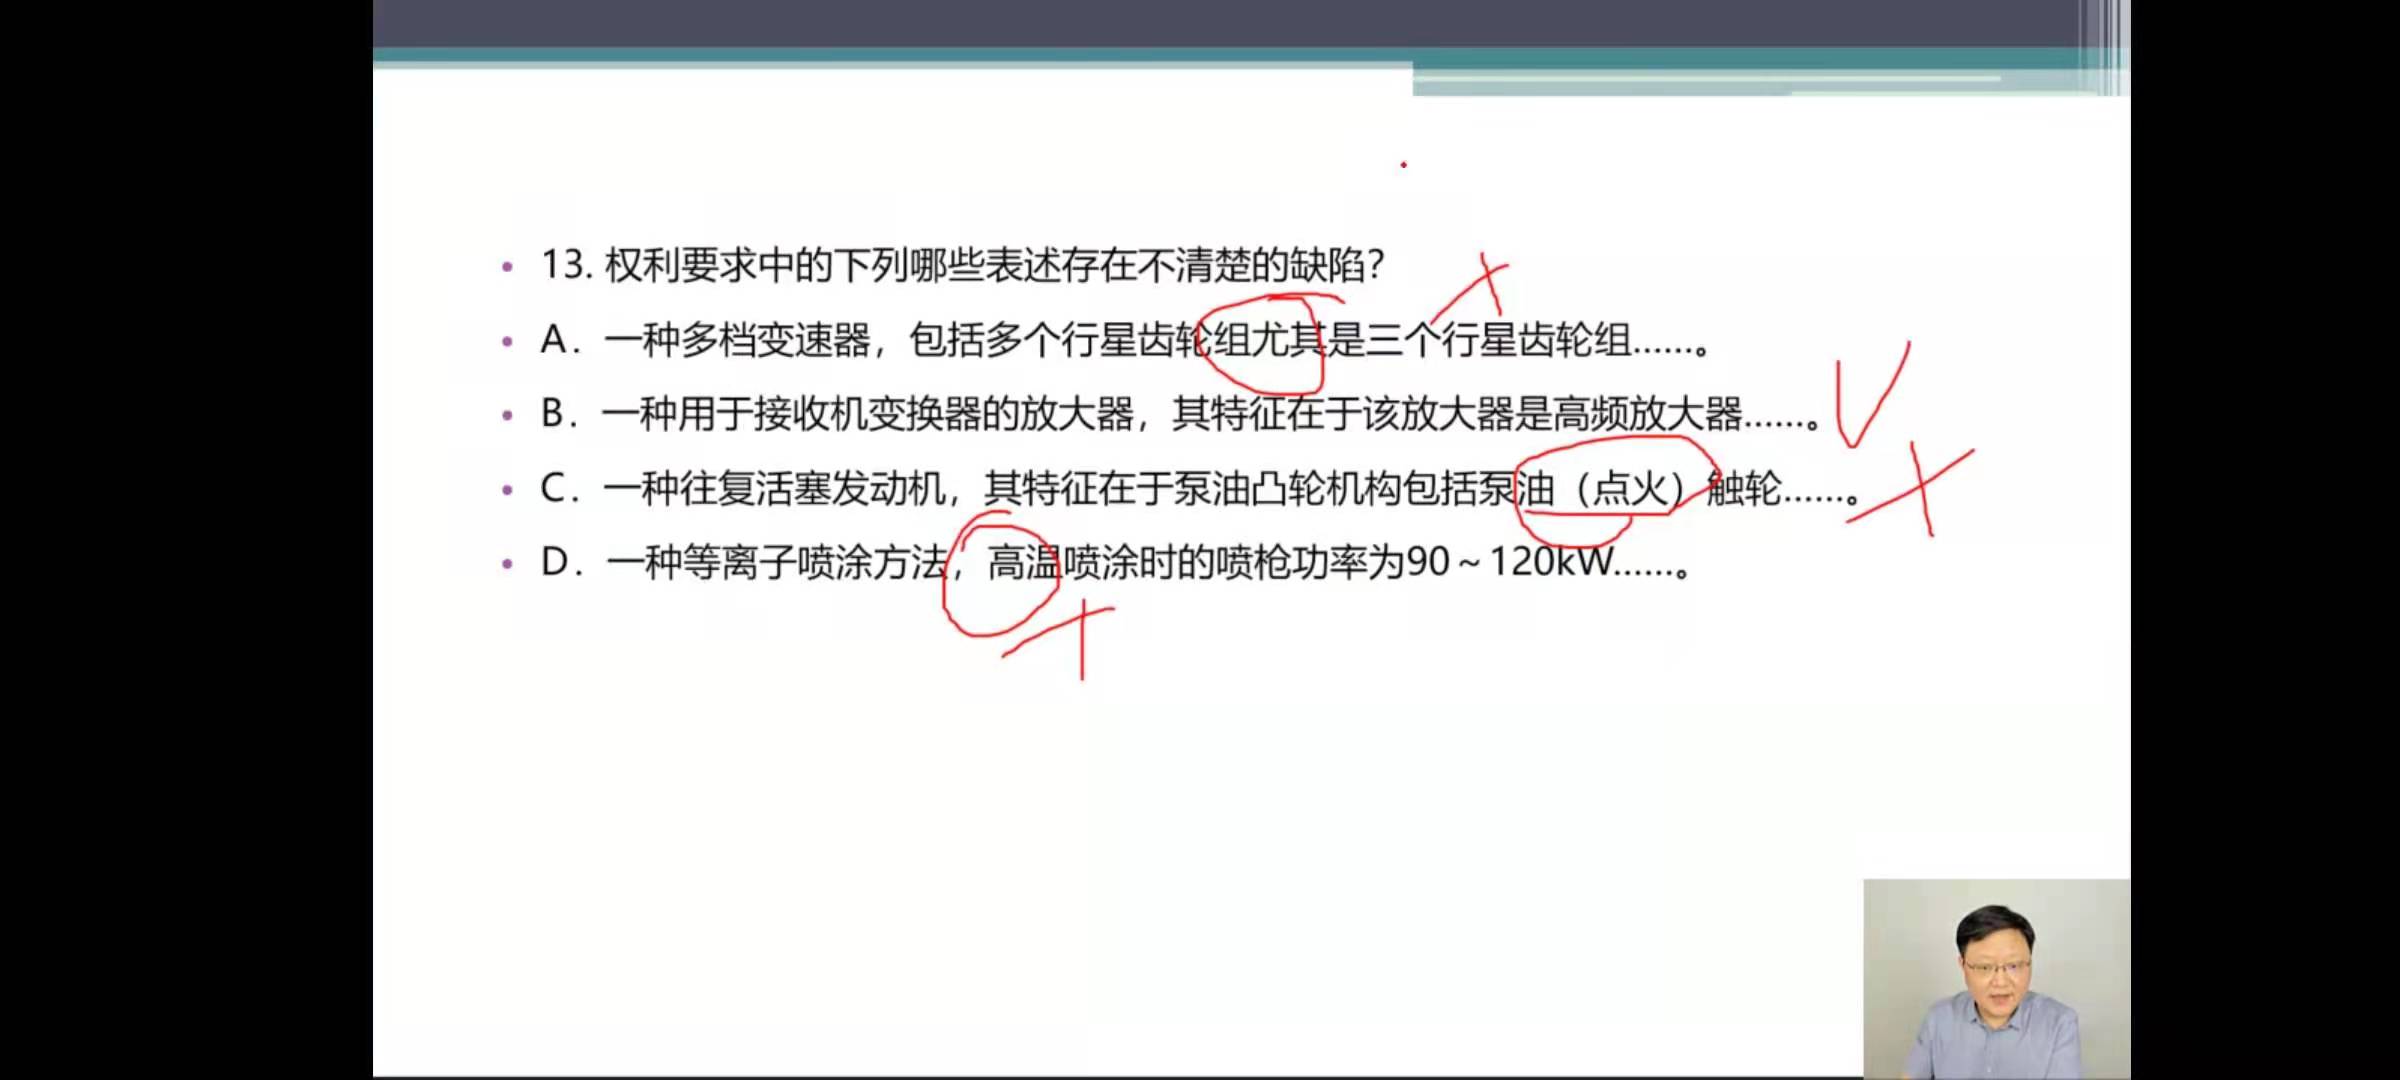 13. 权利要求中的下列哪些表述存在不清楚的缺陷？
A．一种多档变速器，包括多个行星齿轮组尤其是三个行星齿轮组……。
B．一种用于接收机变换器的放大器，其特征在于该放大器是高频放大器……。
C．一种往复活塞发动机，其特征在于泵油凸轮机构包括泵油（点火）触轮……。
D．一种等离子喷涂方法，高温喷涂时的喷枪功率为90～120kW……。